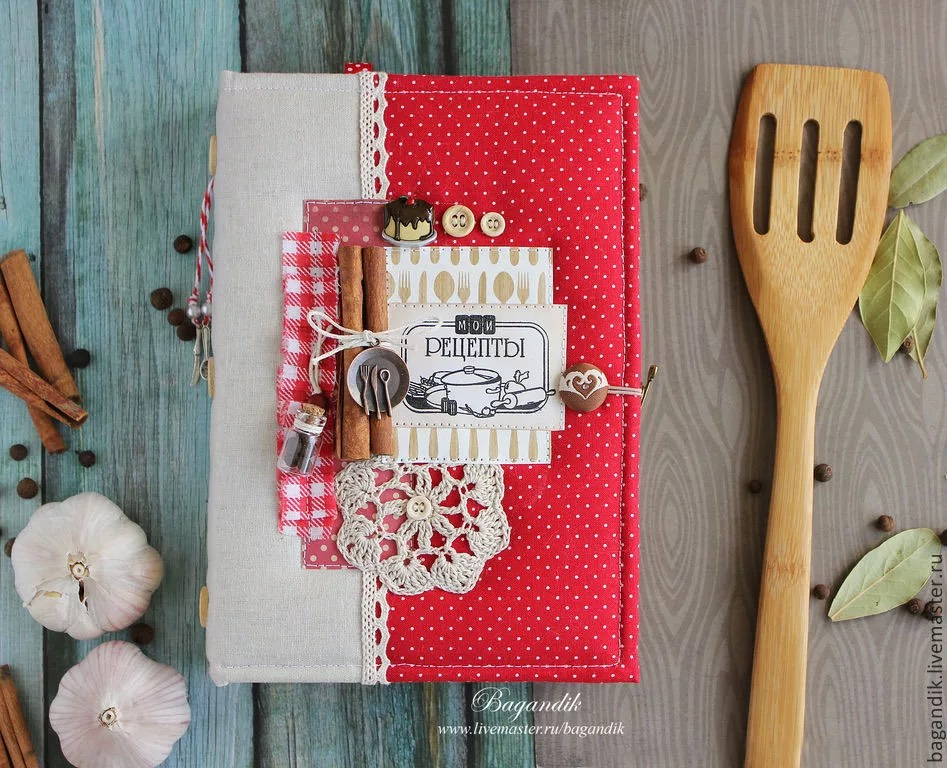 МОИ
РЕЦЕПТЫ
Bagandik
www.livemaster.ru/bagandik
bagandik.livemaster.ru